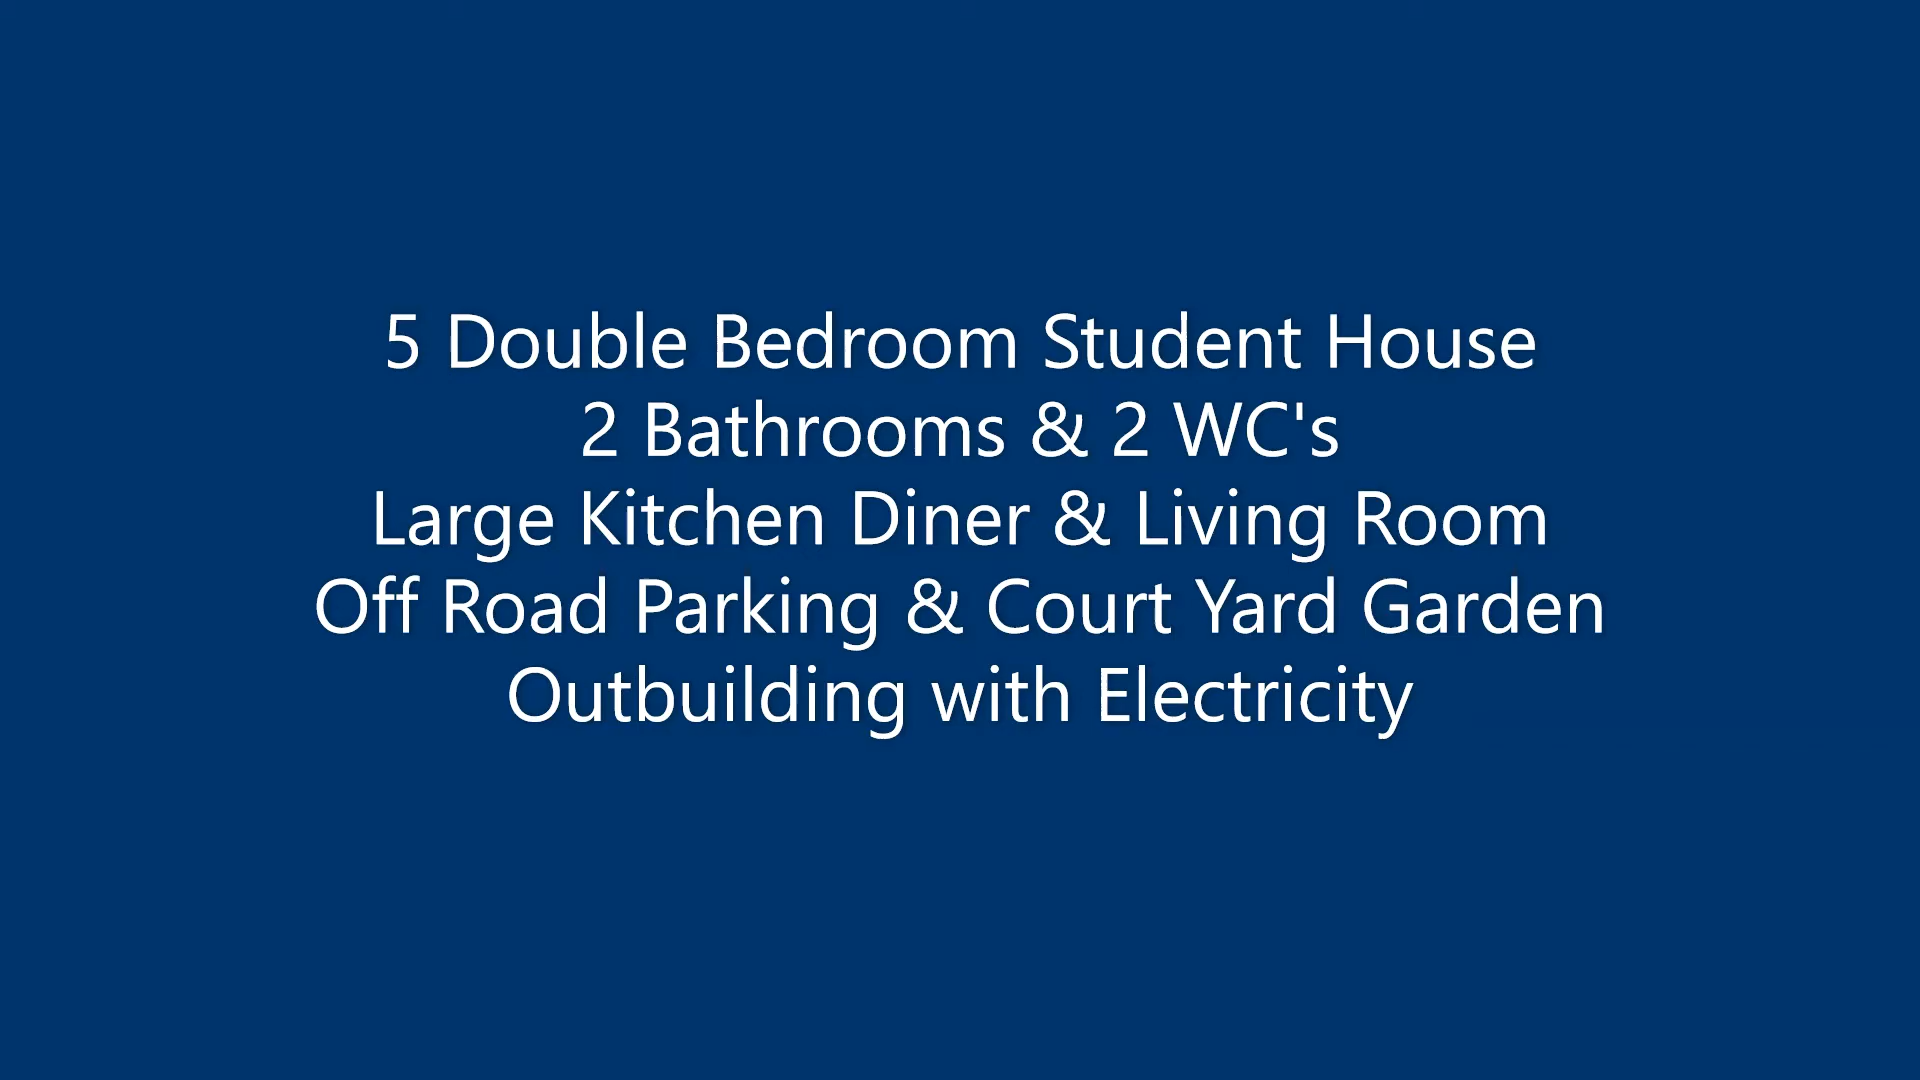 5 Double Bedroom Student House
2 Bathrooms & 2 WC's
Large Kitchen Diner & Living Room
Off Road Parking & Court Yard Garden
Outbuilding with Electricity